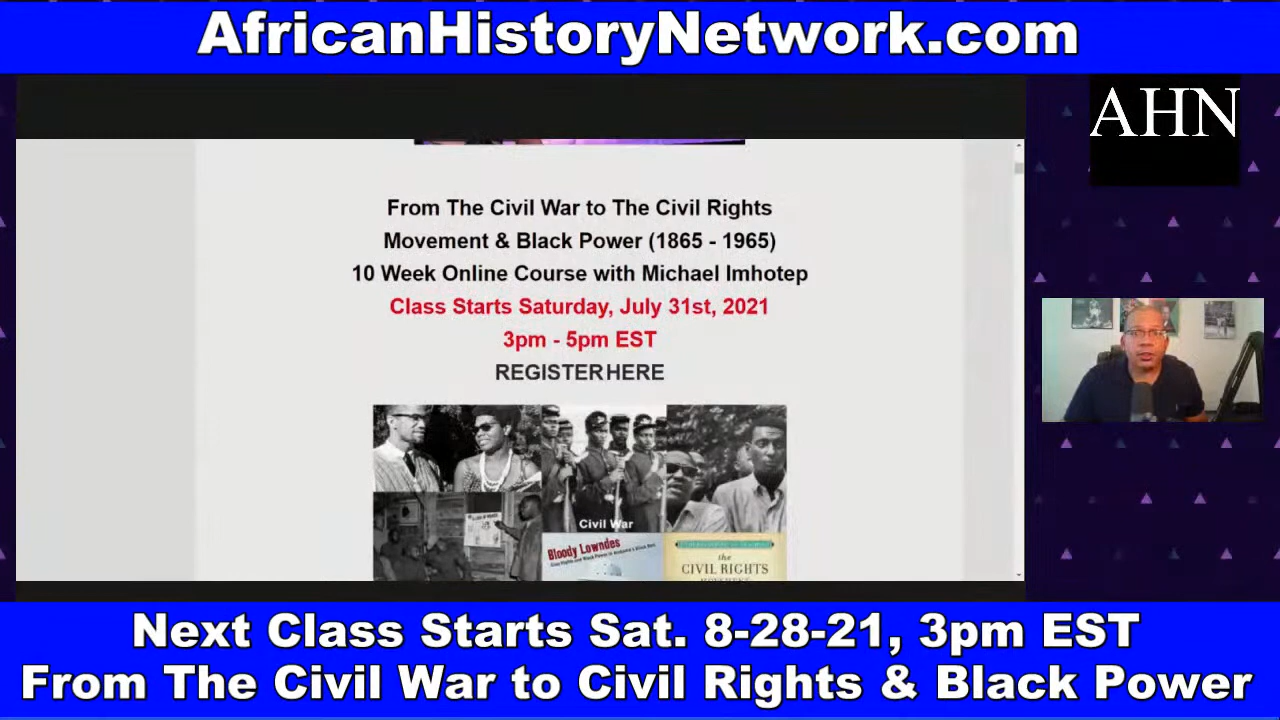 AfricanHistoryNetwork.com
AHN
From The Civil War to The Civil Rights
Movement & Black Power (1865 - 1965)
10 Week Online Course with Michael Imhotep
Class Starts Saturday, July 31st, 2021
3pm - 5pm EST
REGISTER HERE
Civil War
Bloody Lowndes
the
CIVIL RIGHTS
Next Class Starts Sat. 8-28-21, 3pm EST
From The Civil War to Civil Rights & Black Power